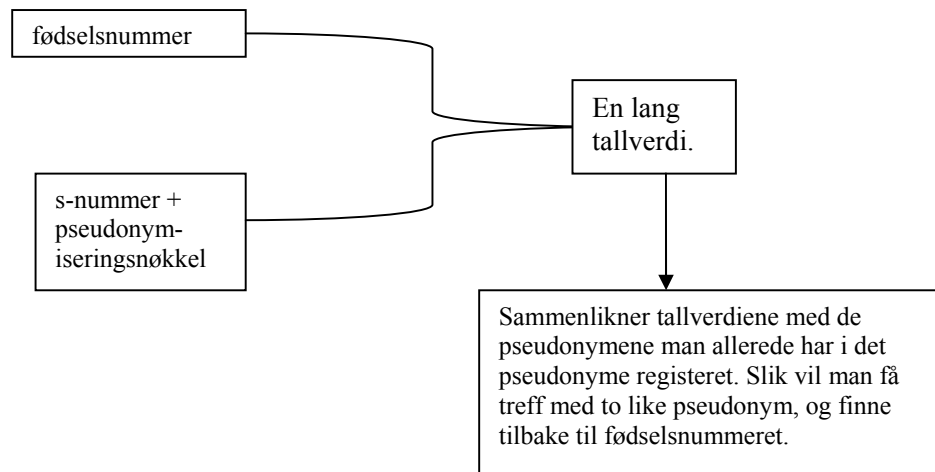 fødselsnummer
En lang
tallverdi.
s-nummer +
pseudonym-
iseringsnøkkel
Sammenlikner tallverdiene med de
pseudonymene man allerede har i det
pseudonyme registeret. Slik vil man få
treff med to like pseudonym, og finne
tilbake til fødselsnummeret.